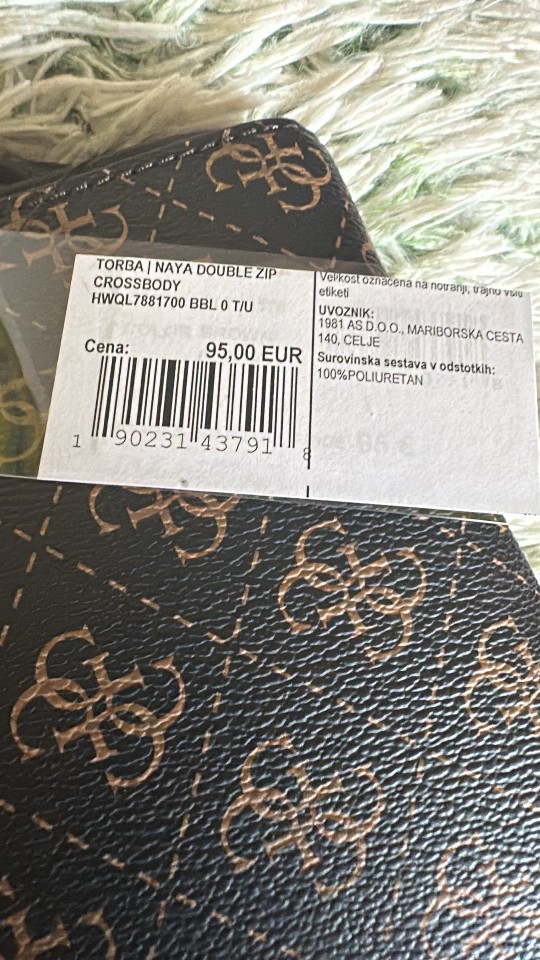 TORBA | NAYA DOUBLE ZIP
CROSSBODY
HWQL7881700 BBL 0 T/U
Cena: 95,00 EUR
1 90231 43791 8
Velikost označena na notranji, trajno všiti
etiketi
UVOZNIK:
1981 AS D.O.O., MARIBORSKA CESTA
140, CELJE
Surovinska sestava v odstotkih:
100%POLIURETAN